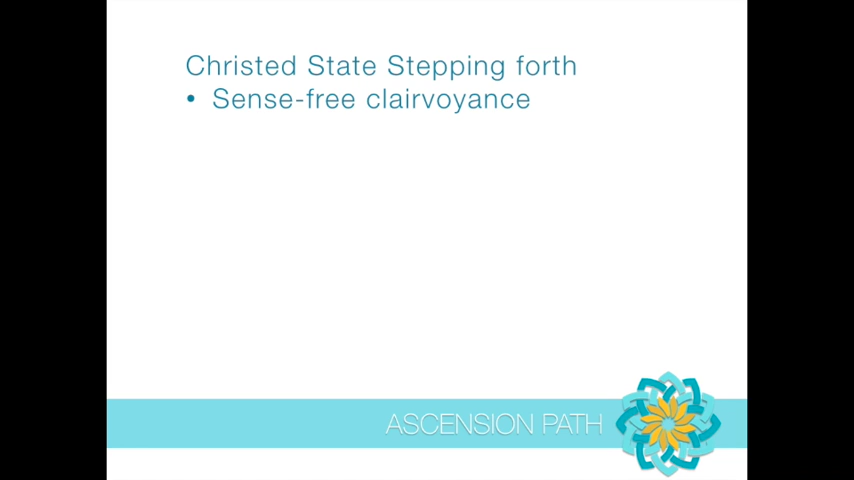 Christed State Stepping forth
• Sense-free clairvoyance
ASCENSION PATH